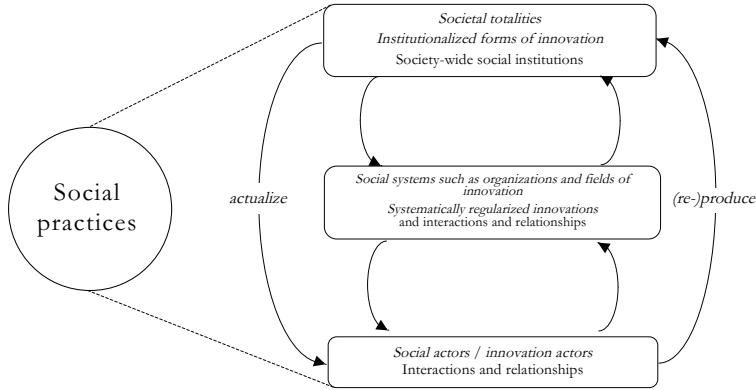 Societal totalities
Institutionalized forms of innovation
Society-wide social institutions
Social
practices
actualize
Social systems such as organizations and fields of
innovation
Systematically regularized innovations
and interactions and relationships
(re-)produce
Social actors / innovation actors
Interactions and relationships